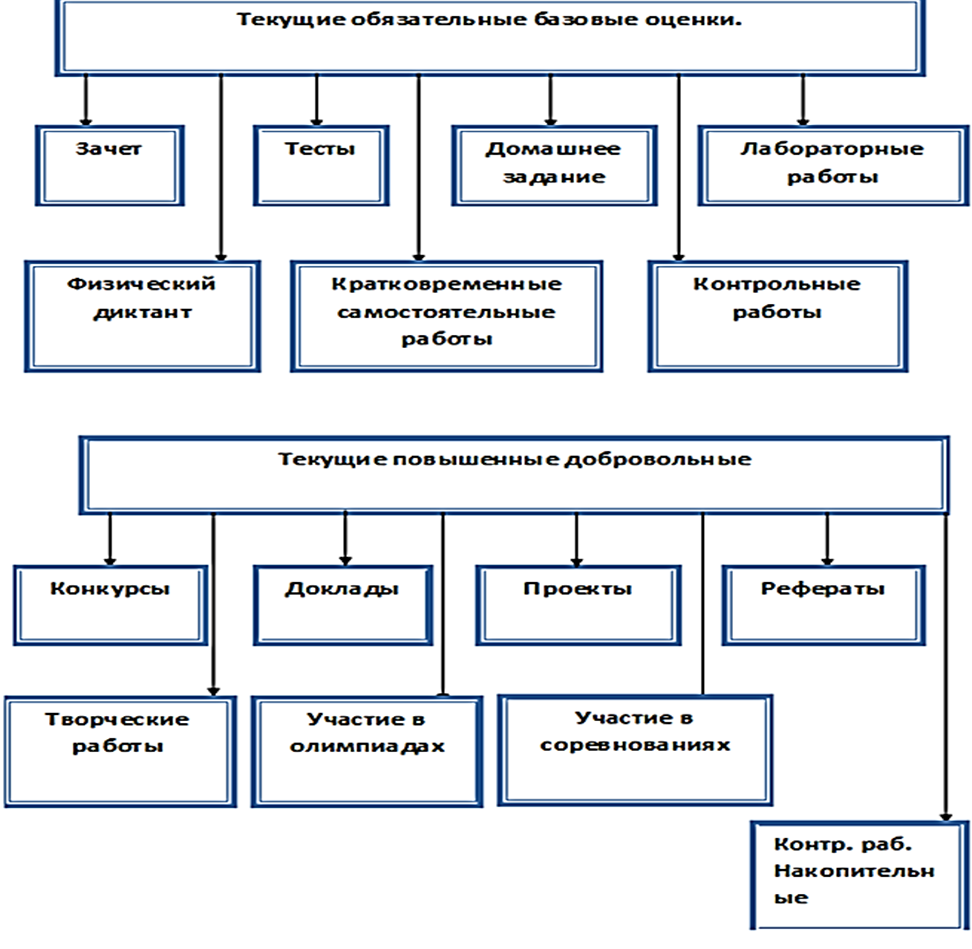 Текущие обязательные базовые оценки.
Зачет
Тесты
Домашнее
задание
Лабораторные
работы
Физический
диктант
Кратковременные
самостоятельные
работы
Контрольные
работы
Текущие повышенные добровольные
Конкурсы
Доклады
Проекты
Рефераты
Творческие
работы
Участие в
олимпиадах
Участие в
соревнованиях
Контр. раб.
Накопительн
ые